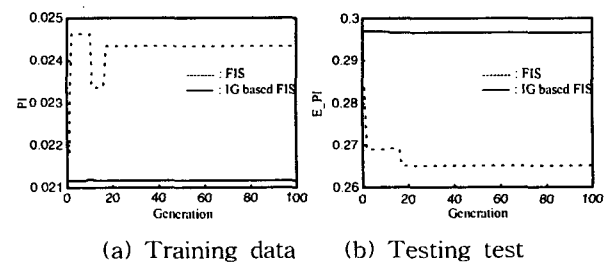 0.025
0.024
0.023
0.022
0.021
PI
0 20 40 60 80 100
Generation
: FIS
: IG based FIS
0.3
0.29
0.28
0.27
0.26
E_PI
0 20 40 60 80 100
Generation
: FIS
: IG based FIS
(a) Training data (b) Testing test